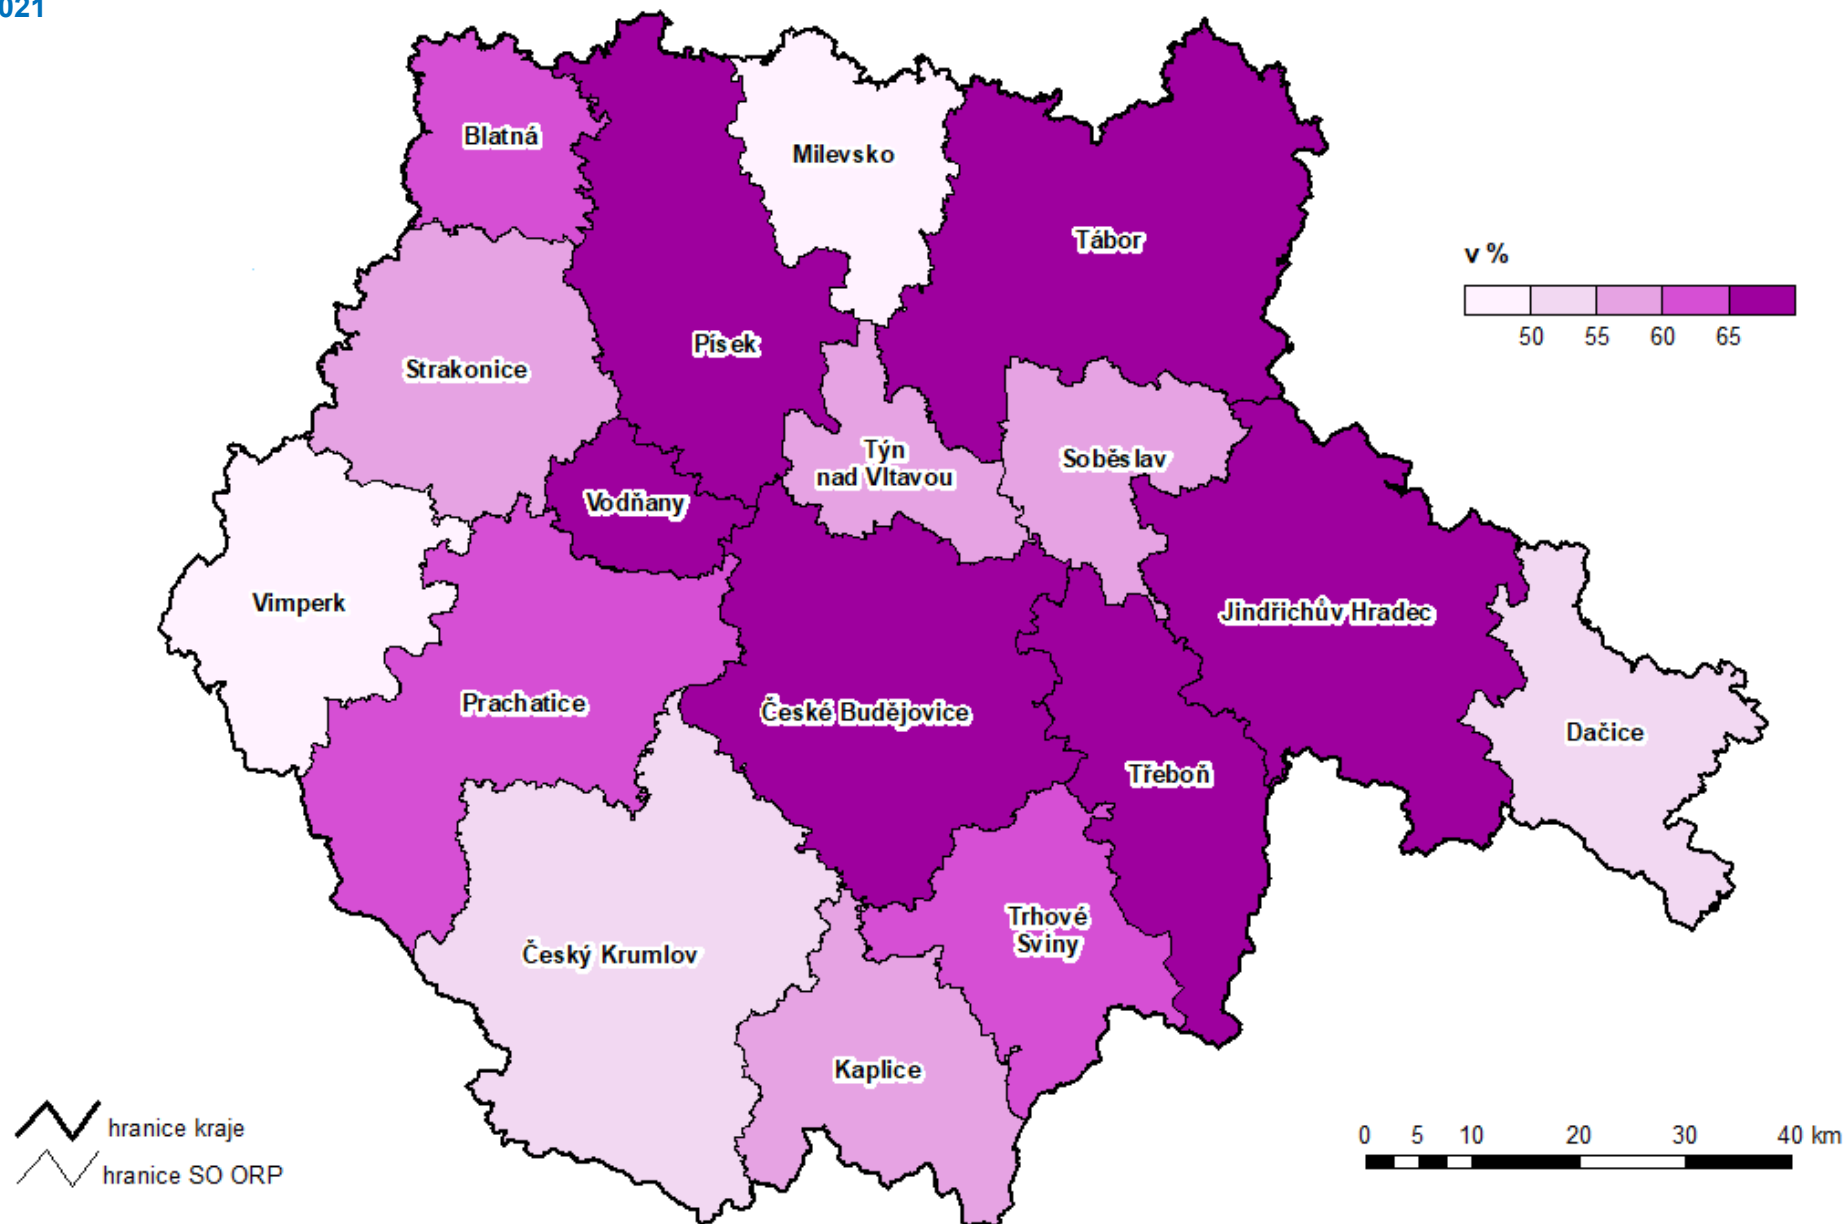 021
Blatná
Milevsko
Tábor
v %
50 55 60 65
Písek
Strakonice
Týn
nad Vltavou
Soběslav
Vodňany
Vimperk
Jindřichův Hradec
Prachatice
České Budějovice
Dačice
Třeboň
Trhové
Sviny
Český Krumlov
Kaplice
hranice kraje
hranice SO ORP
0 5 10 20 30 40 km